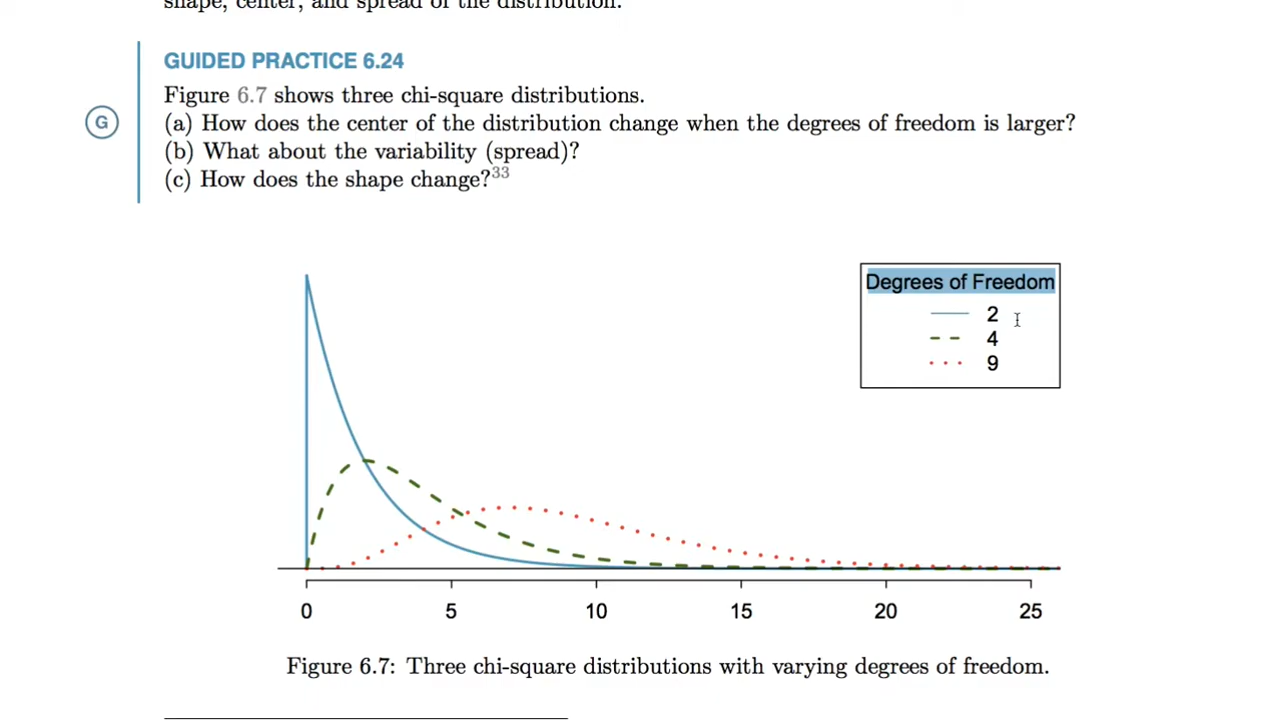 shape, center, and spread of the distribution.
GUIDED PRACTICE 6.24
Figure 6.7 shows three chi-square distributions.
G
(a) How does the center of the distribution change when the degrees of freedom is larger?
(b) What about the variability (spread)?
(c) How does the shape change?33
Degrees of Freedom
2
4
9
0 5 10 15 20 25
Figure 6.7: Three chi-square distributions with varying degrees of freedom.